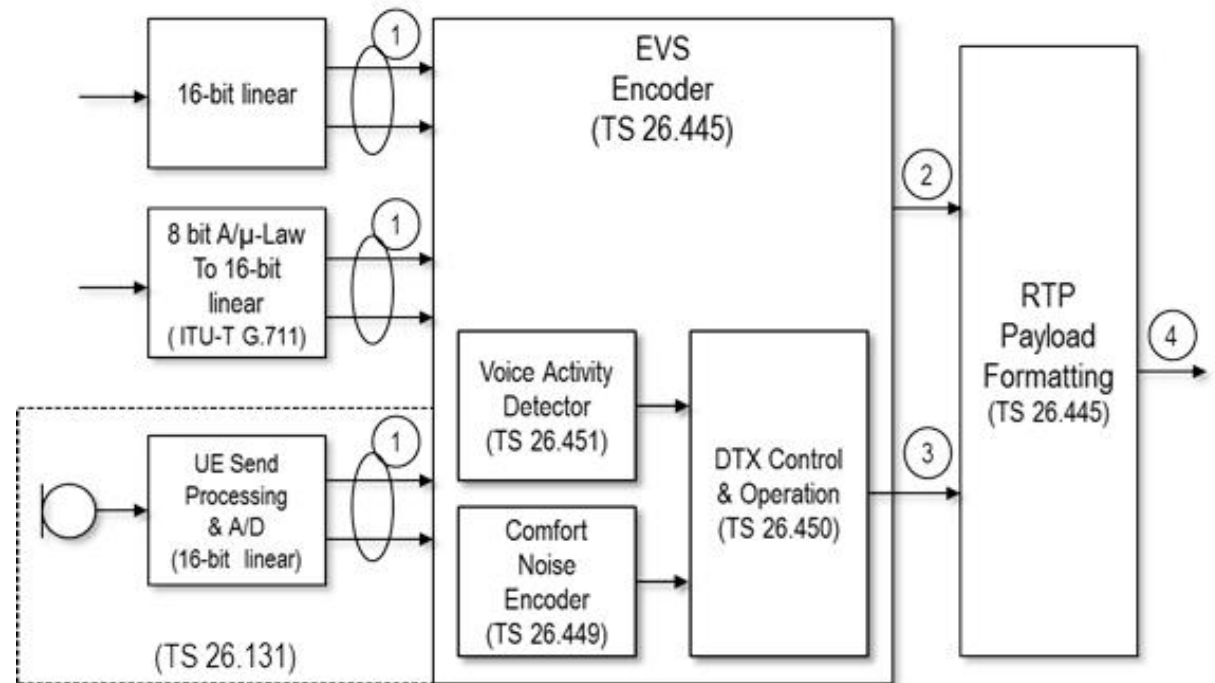 1
16-bit linear
1
8 bit A/µ-Law
To 16-bit
linear
( ITU-T G.711)
1
UE Send
Processing
& A/D
(16-bit linear)
(TS 26.131)
EVS
Encoder
(TS 26.445)
Voice Activity
Detector
(TS 26.451)
Comfort
Noise
Encoder
(TS 26.449)
DTX Control
& Operation
(TS 26.450)
2
3
RTP
Payload
Formatting
(TS 26.445)
4